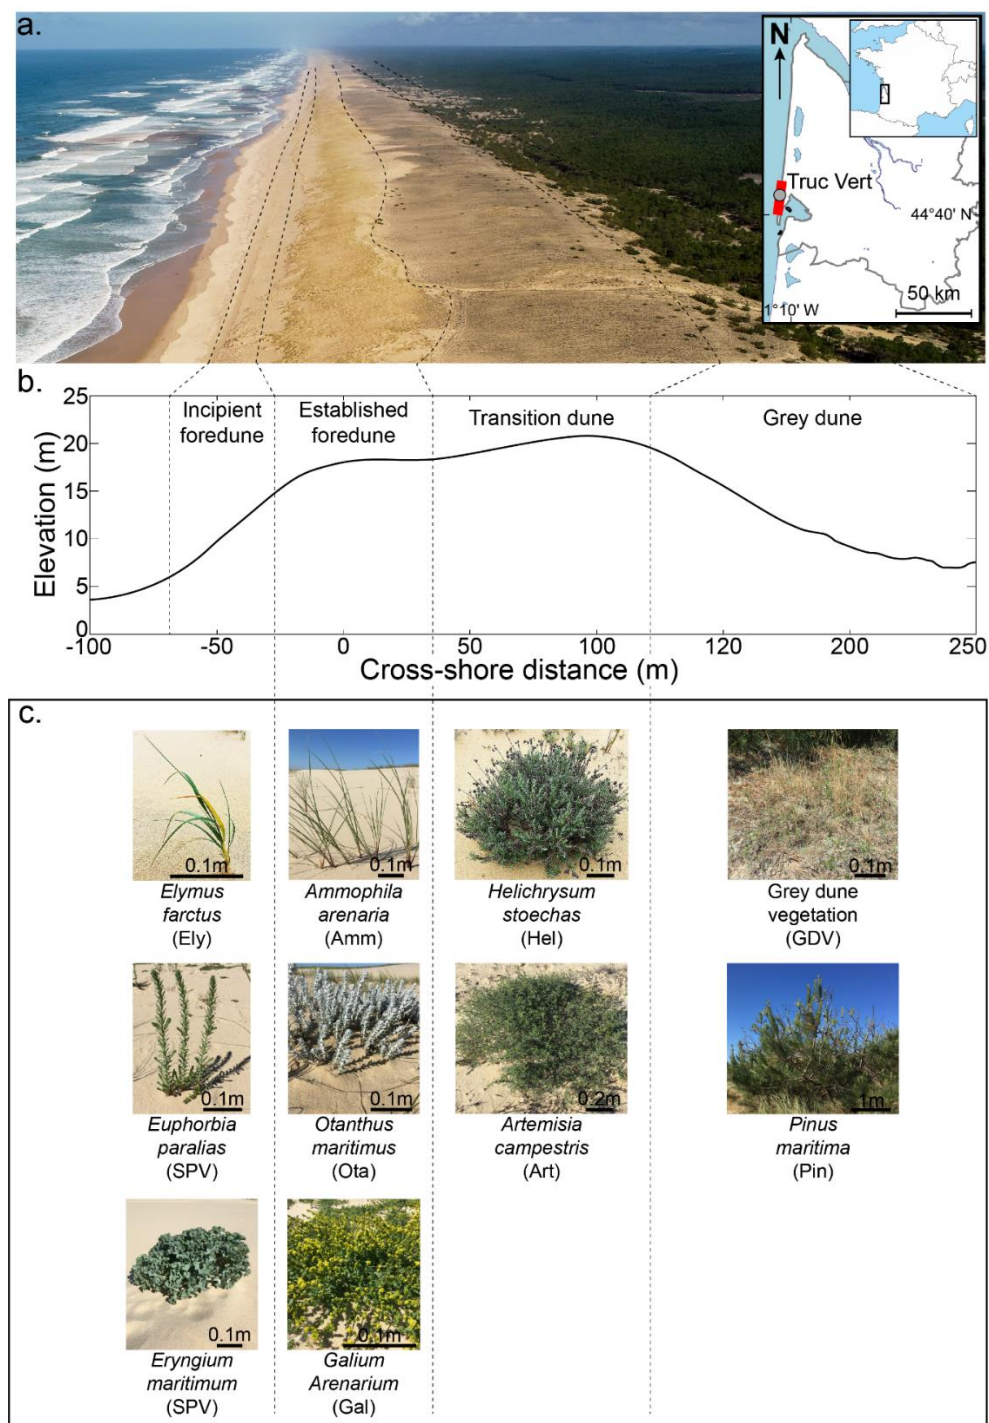 a.
N
Truc Vert
44°40' N
50 km
1°10' W
b.
25
20
15
10
5
0
Elevation (m)
Incipient
foredune
Established
foredune
Transition dune
Grey dune
-100
-50
0
50
100
120
200
250
Cross-shore distance (m)
c.
0.1m
Elymus
farctus
(Ely)
0.1m
Ammophila
arenaria
(Amm)
0.1m
Helichrysum
stoechas
(Hel)
0.1m
Grey dune
vegetation
(GDV)
0.1m
Euphorbia
paralias
(SPV)
0.1m
Otanthus
maritimus
(Ota)
0.2m
Artemisia
campestris
(Art)
1m
Pinus
maritima
(Pin)
0.1m
Eryngium
maritimum
(SPV)
0.1m
Galium
Arenarium
(Gal)